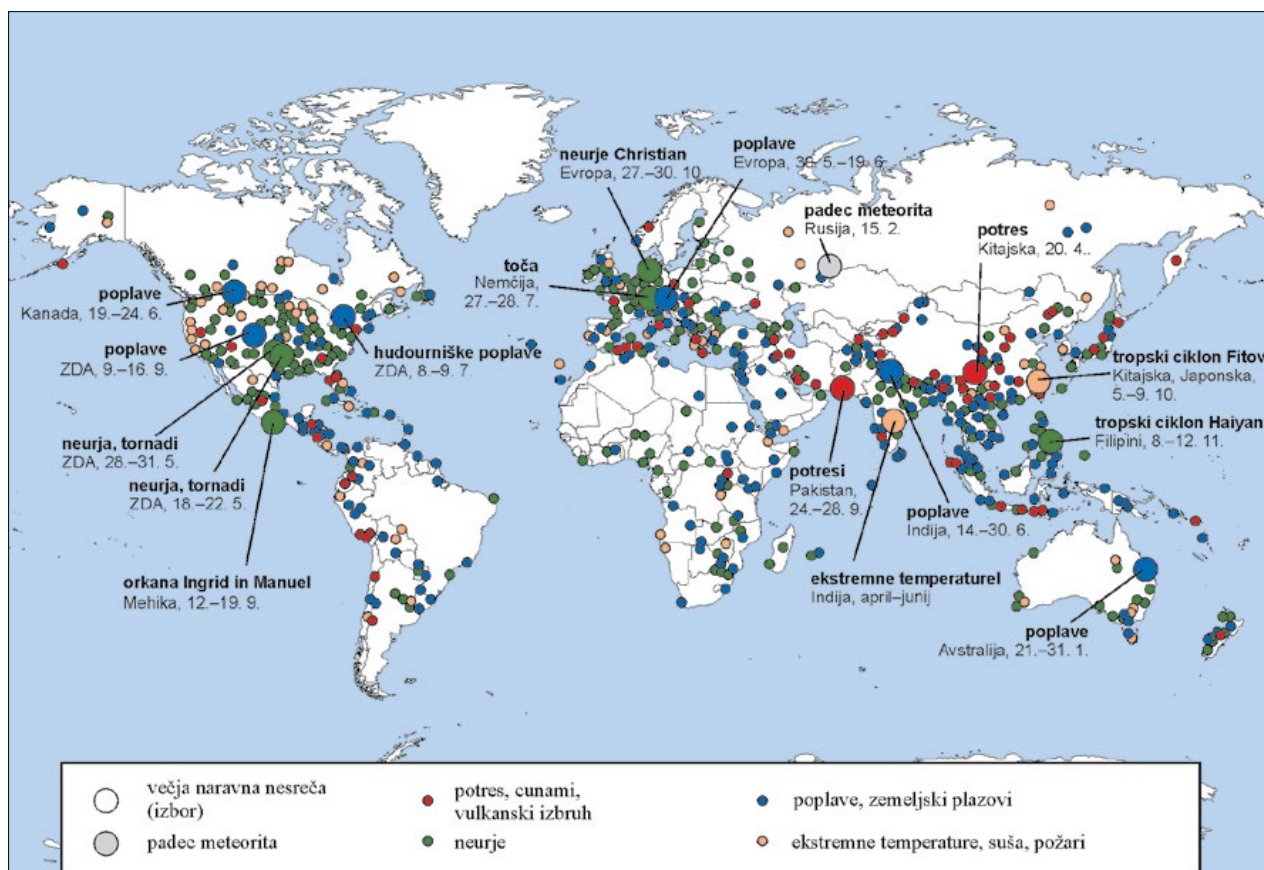 neurje Christian
Evropa, 27.–30. 10
poplave
Evropa, 30. 5.–19. 6.
padec meteorita
Rusija, 15. 2.
potres
Kitajska, 20. 4..
toča
Nemčija,
27.–28. 7.
poplave
Kanada, 19.–24. 6.
poplave
ZDA, 9.–16. 9.
hudourniške poplave
ZDA, 8.–9. 7.
tropski ciklon Fitov
Kitajska, Japonska,
5.–9. 10.
tropski ciklon Haiyan
Filipini, 8.–12. 11.
neurja, tornadi
ZDA, 28.–31. 5.
neurja, tornadi
ZDA, 18.–22. 5.
potresi
Pakistan,
24.–28. 9.
poplave
Indija, 14.–30. 6.
orkana Ingrid in Manuel
Mehika, 12.–19. 9.
ekstremne temperatureI
Indija, april–junij
poplave
Avstralija, 21.–31. 1.
večja naravna nesreča
(izbor)
padec meteorita
potres, cunami,
vulkanski izbruh
neurje
poplave, zemeljski plazovi
ekstremne temperature, suša, požari